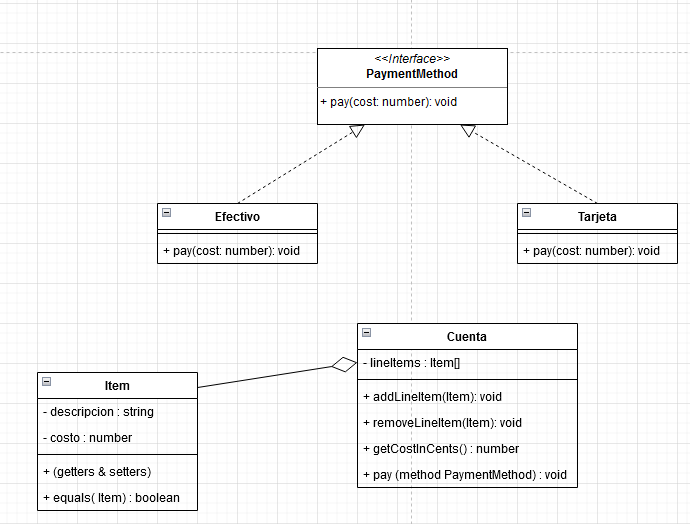 <<Interface>>
PaymentMethod
+ pay(cost: number): void
Efectivo
+ pay(cost: number): void
Tarjeta
+ pay(cost: number): void
Cuenta
- lineItems : Item[]
+ addLineItem(Item): void
+ removeLineItem(Item): void
+ getCostInCents() : number
+ pay (method PaymentMethod) : void
Item
- descripcion : string
- costo : number
+ (getters & setters)
+ equals( Item) : boolean